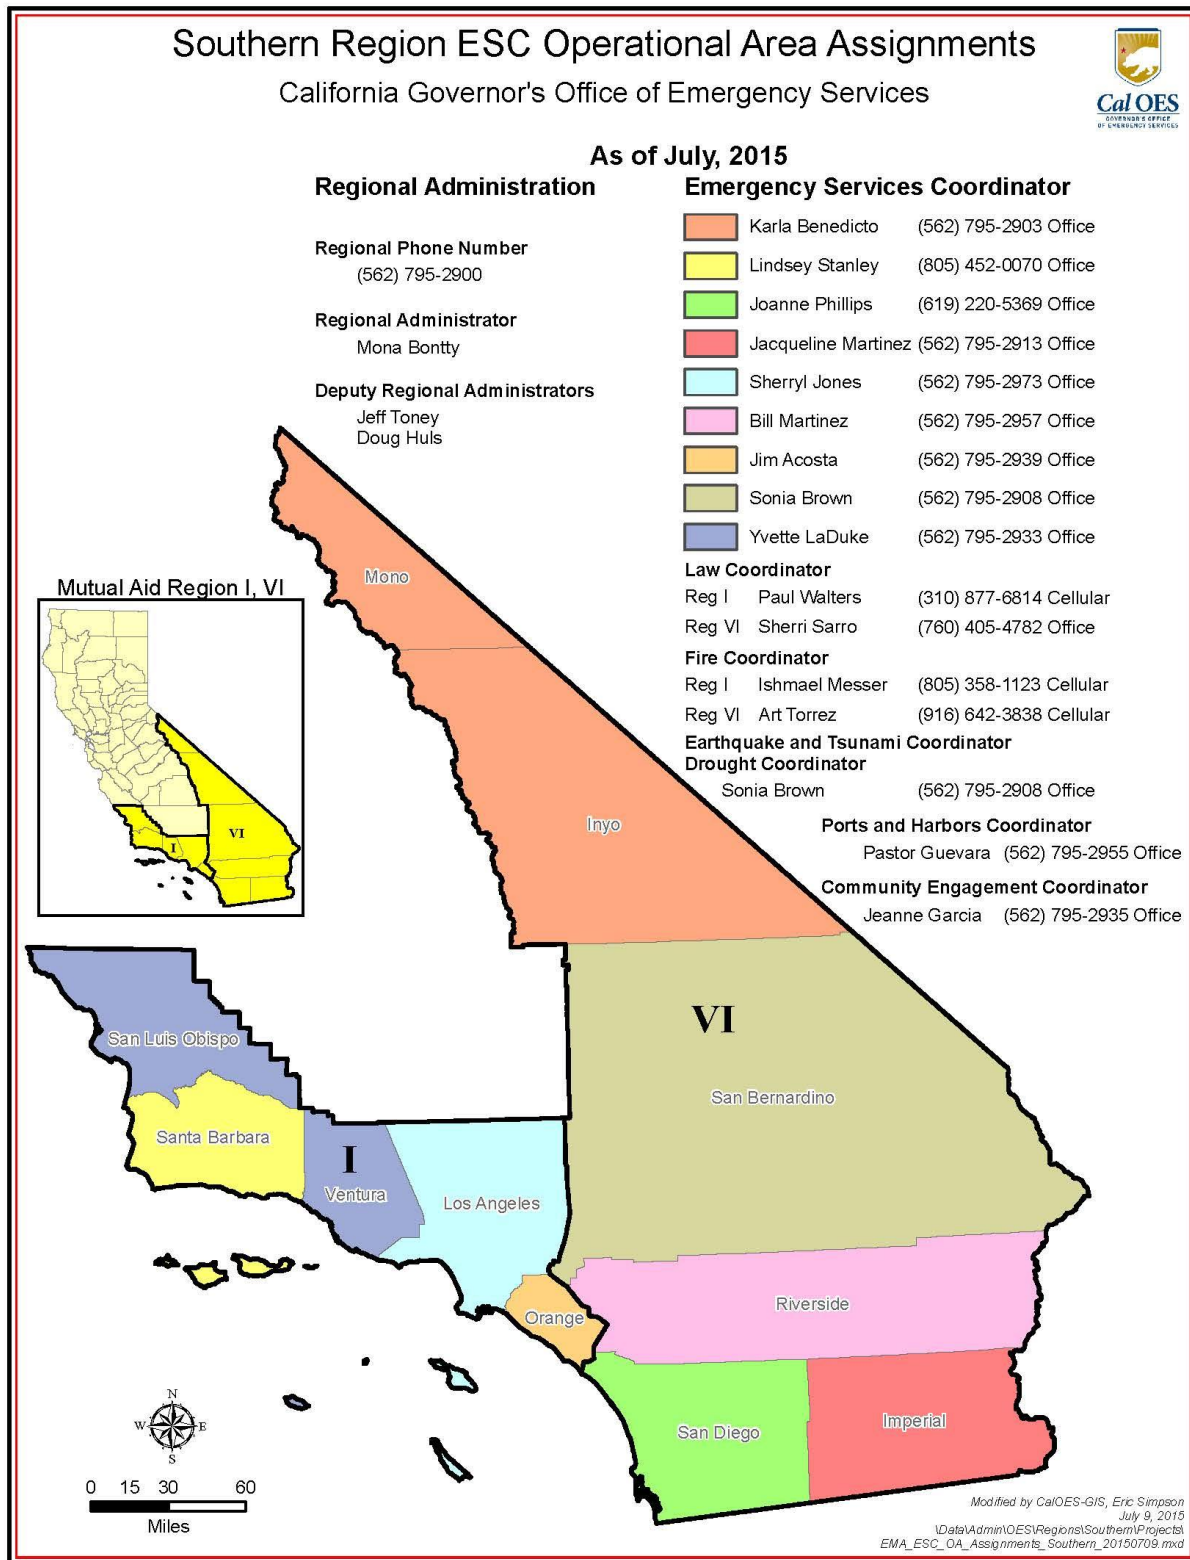 Southern Region ESC Operational Area Assignments
California Governor's Office of Emergency Services
Cal OES
GOVERNOR'S OFFICE
OF EMERGENCY SERVICES
As of July, 2015
Regional Administration
Regional Phone Number
(562) 795-2900
Regional Administrator
Mona Bontty
Deputy Regional Administrators
Jeff Toney
Doug Huls
Emergency Services Coordinator
Karla Benedicto (562) 795-2903 Office
Lindsey Stanley (805) 452-0070 Office
Joanne Phillips (619) 220-5369 Office
Jacqueline Martinez (562) 795-2913 Office
Sherryl Jones (562) 795-2973 Office
Bill Martinez (562) 795-2957 Office
Jim Acosta (562) 795-2939 Office
Sonia Brown (562) 795-2908 Office
Yvette LaDuke (562) 795-2933 Office
Law Coordinator
Reg I Paul Walters (310) 877-6814 Cellular
Reg VI Sherri Sarro (760) 405-4782 Office
Fire Coordinator
Reg I Ishmael Messer (805) 358-1123 Cellular
Reg VI Art Torrez (916) 642-3838 Cellular
Earthquake and Tsunami Coordinator
Drought Coordinator
Sonia Brown (562) 795-2908 Office
Ports and Harbors Coordinator
Pastor Guevara (562) 795-2955 Office
Community Engagement Coordinator
Jeanne Garcia (562) 795-2935 Office
Mutual Aid Region I, VI
VI
I
Mono
Inyo
VI
San Luis Obispo
San Bernardino
Santa Barbara
I
Ventura
Los Angeles
Orange
Riverside
San Diego
Imperial
N
W E
S
0 15 30 60
Miles
Modified by CalOES-GIS, Eric Simpson
July 9, 2015
\Data\Admin\OES\Regions\Southern\Projects\
EMA_ESC_OA_Assignments_Southern_20150709.mxd